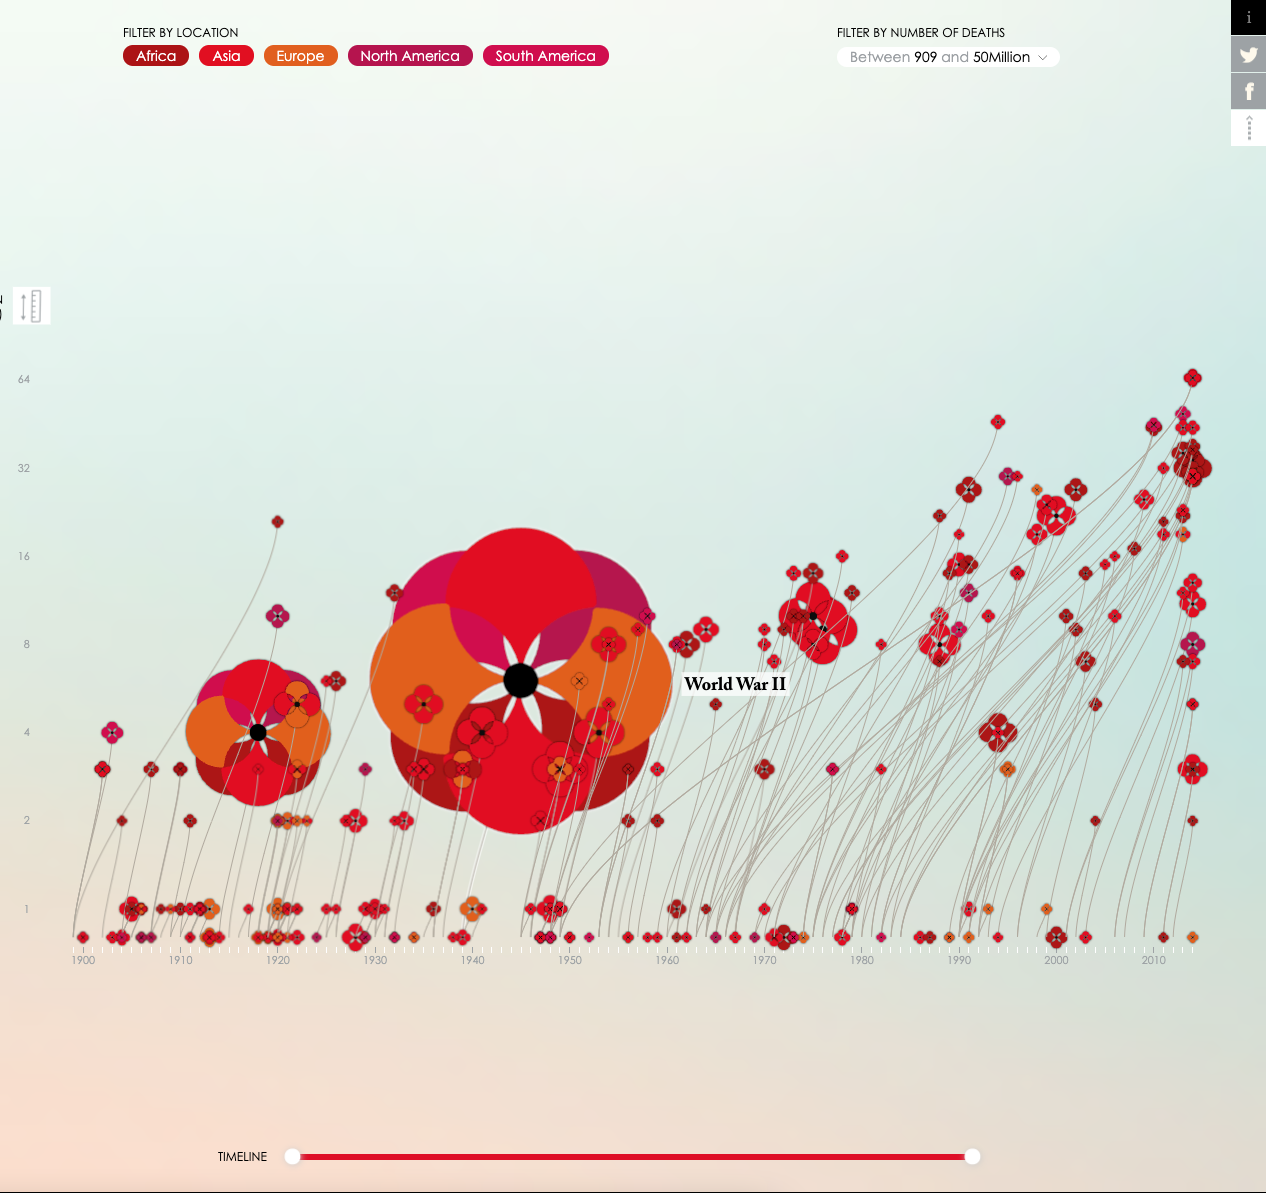 FILTER BY LOCATION
Africa
Asia
Europe
North America
South America
FILTER BY NUMBER OF DEATHS
Between 909 and 50Million
i
64
32
16
8
4
2
1
World War II
1900
1910
1920
1930
1940
1950
1960
1970
1980
1990
2000
2010
TIMELINE